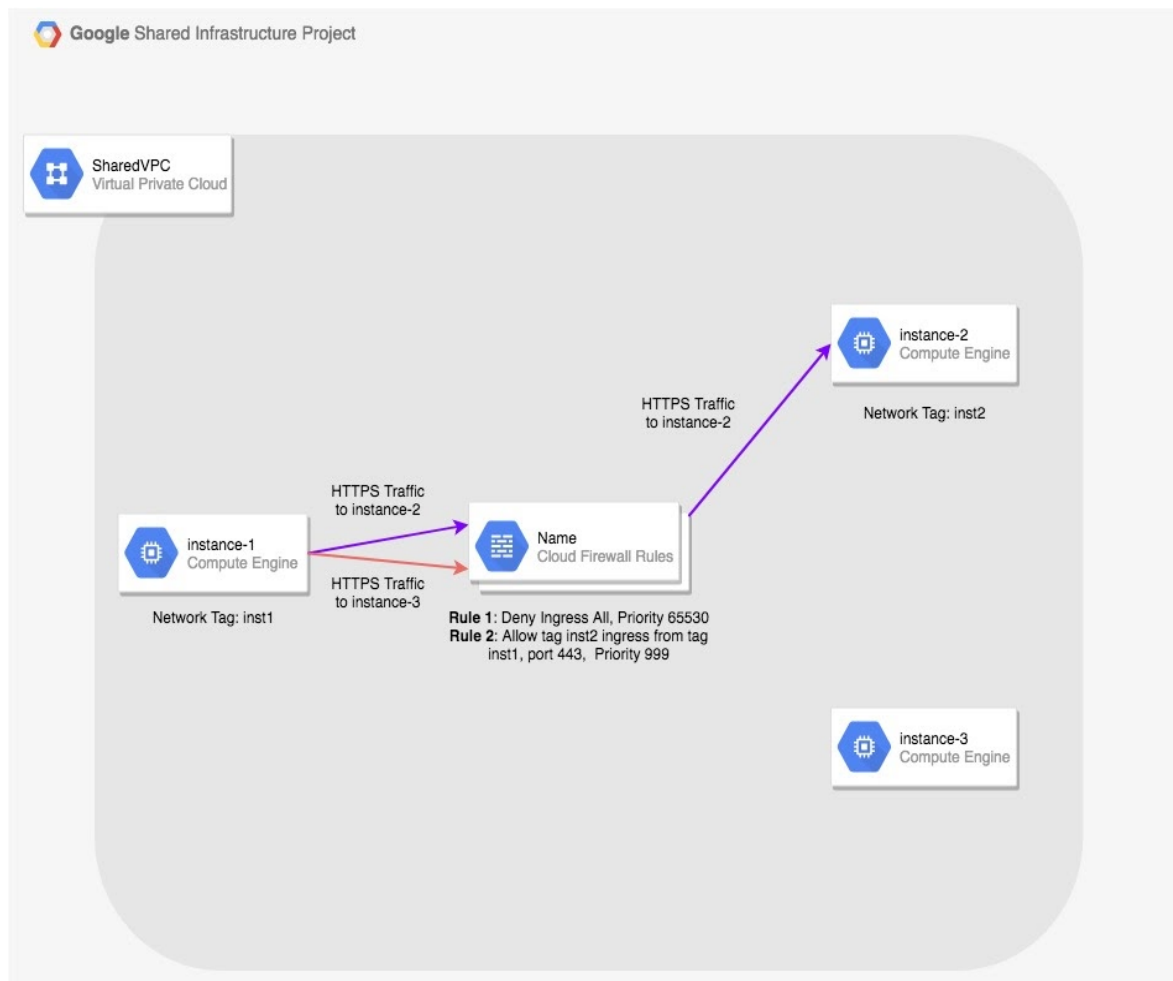 Google Shared Infrastructure Project
SharedVPC
Virtual Private Cloud
instance-2
Compute Engine
Network Tag: inst2
HTTPS Traffic
to instance-2
HTTPS Traffic
to instance-2
instance-1
Compute Engine
Network Tag: inst1
HTTPS Traffic
to instance-3
Name
Cloud Firewall Rules
Rule 1: Deny Ingress All, Priority 65530
Rule 2: Allow tag inst2 ingress from tag
inst1, port 443, Priority 999
instance-3
Compute Engine